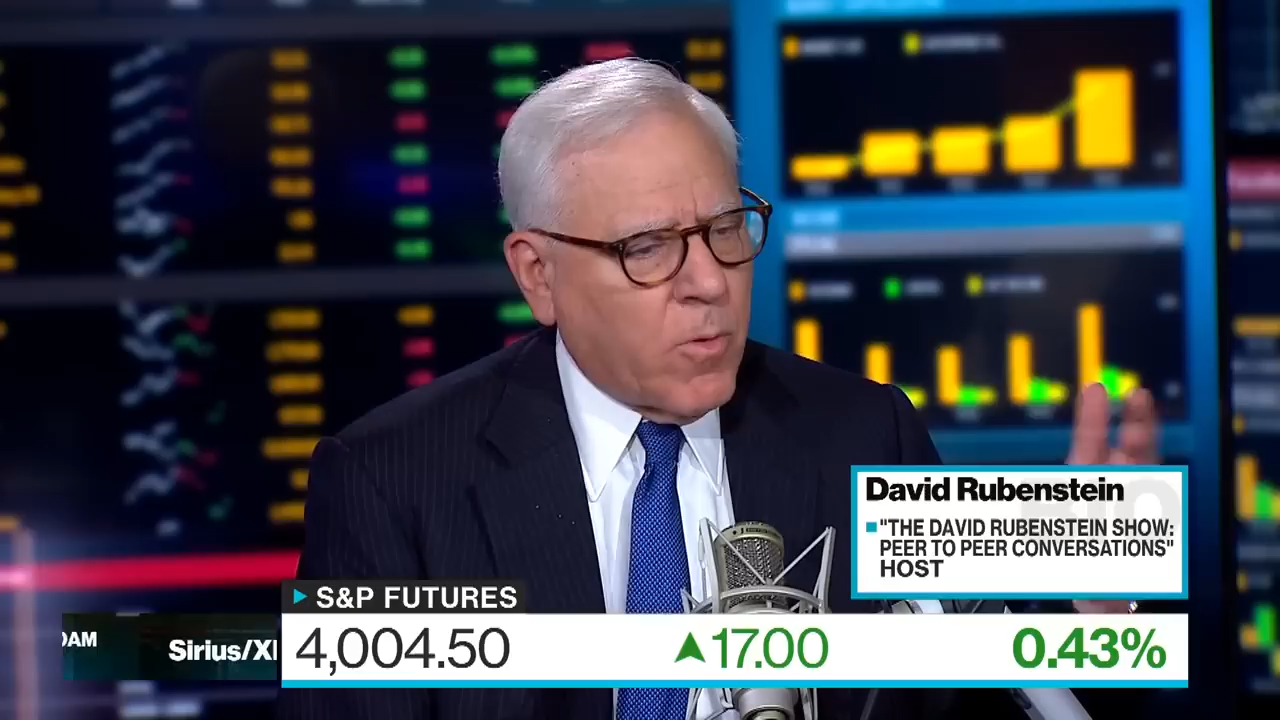 David Rubenstein
"THE DAVID RUBENSTEIN SHOW:
PEER TO PEER CONVERSATIONS"
HOST
S&P FUTURES
4,004.50 17.00 0.43%
DAM
Sirius/X